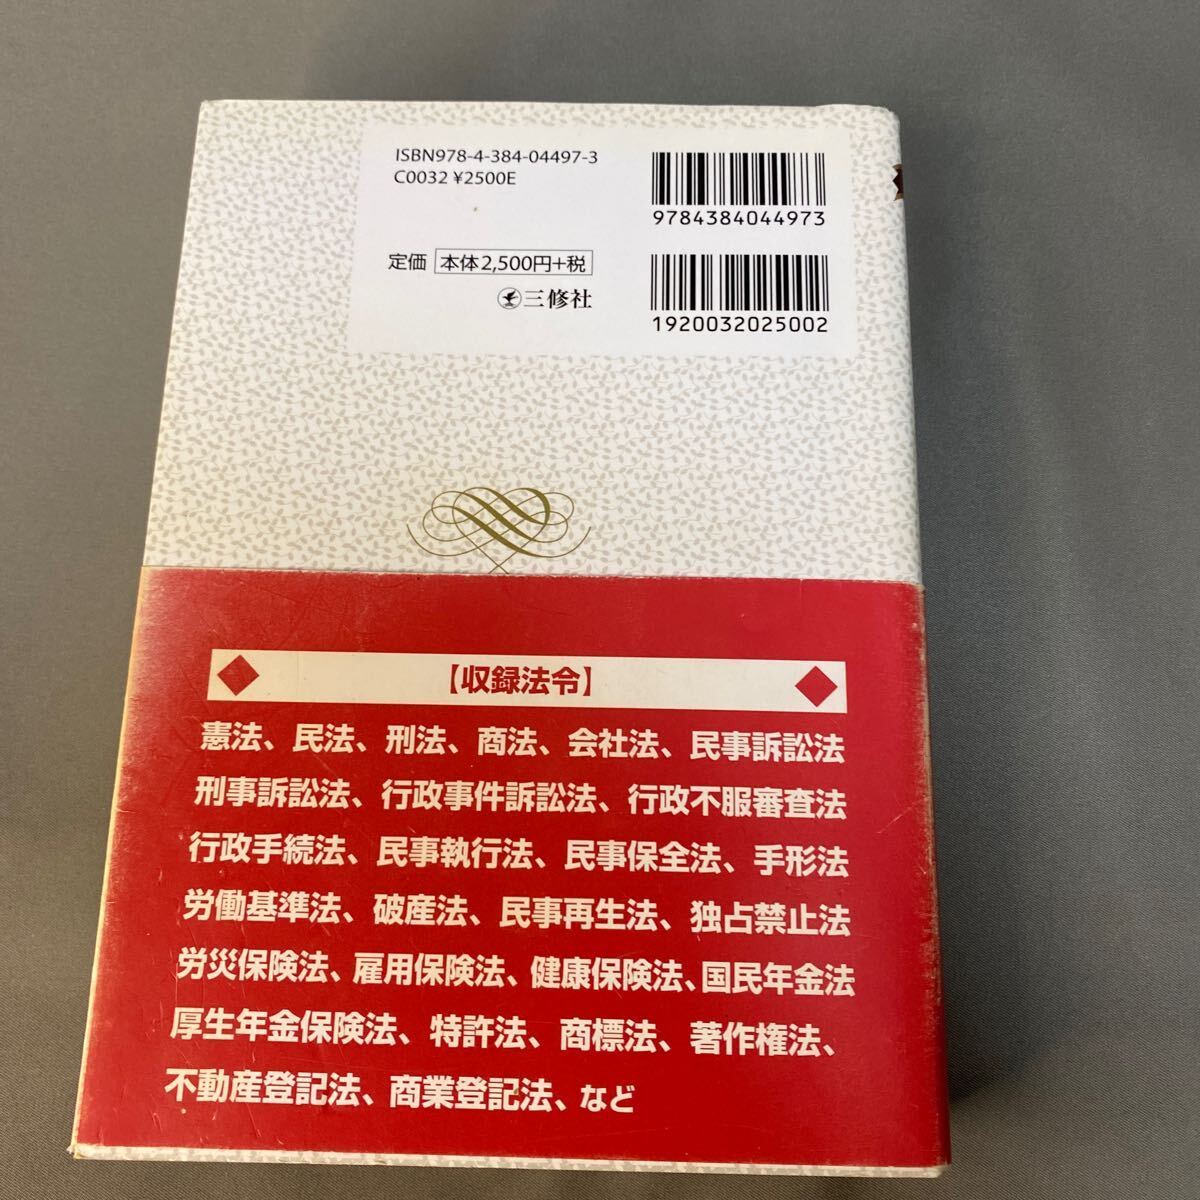 ISBN978-4-384-04497-3
C0032 ¥2500E
9784384044973
定価 本体2,500円+税
三修社
1920032025002
【収録法令】
憲法、民法、刑法、商法、会社法、民事訴訟法
刑事訴訟法、行政事件訴訟法、行政不服審査法
行政手続法、民事執行法、民事保全法、手形法
労働基準法、破産法、民事再生法、独占禁止法
労災保険法、雇用保険法、健康保険法、国民年金法
厚生年金保険法、特許法、商標法、著作権法、
不動産登記法、商業登記法、など